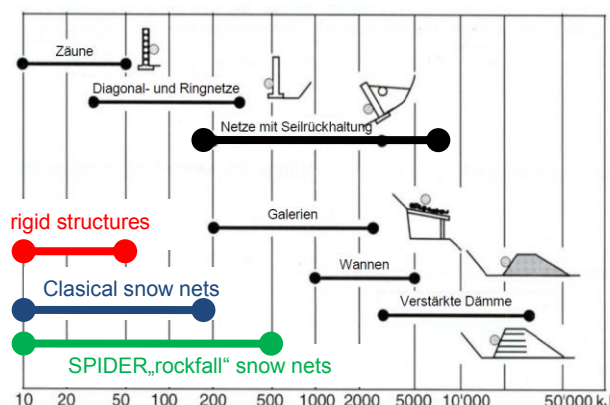 Zäune
Diagonal- und Ringnetze
Netze mit Seilrückhaltung
Galerien
rigid structures
Wannen
Clasical snow nets
Verstärkte Dämme
SPIDER„rockfall“ snow nets
10 20 50 100 200 500 1000 2000 5000 10'000 50'000 kJ